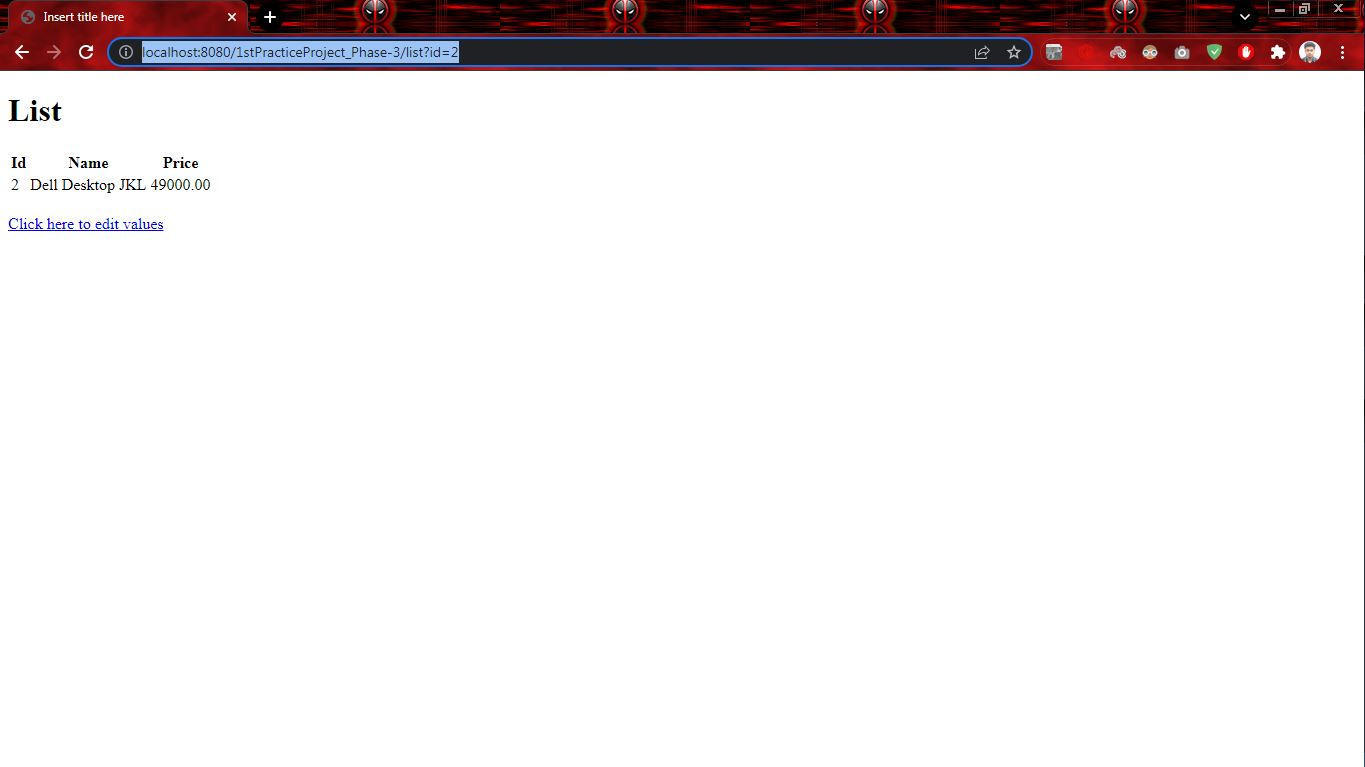 Insert title here
localhost:8080/1stPracticeProject_Phase-3/list?id=2
List
Id Name Price
2 Dell Desktop JKL 49000.00
Click here to edit values